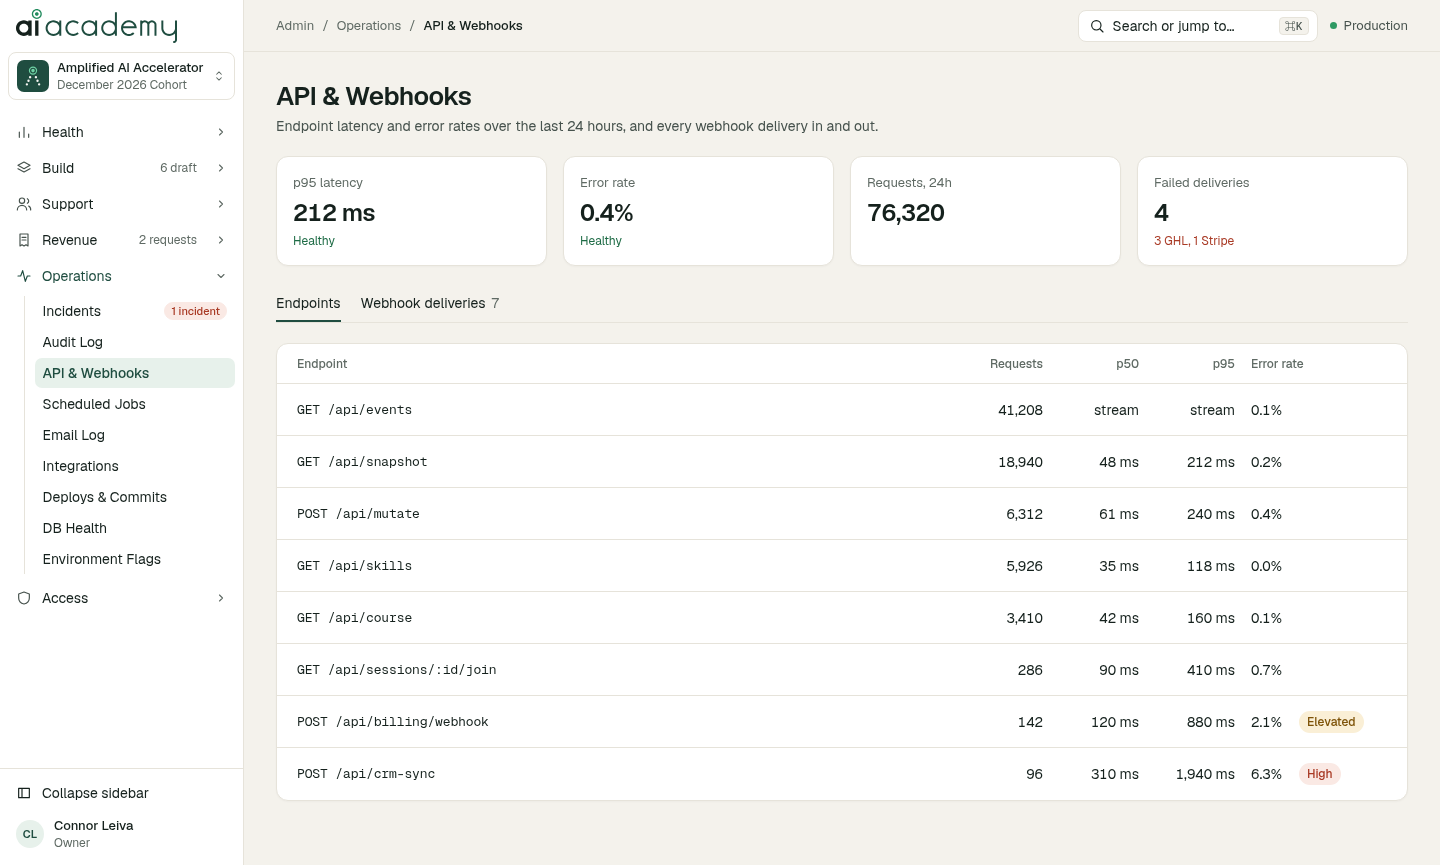 ai academy
Amplified AI Accelerator
December 2026 Cohort
Health
Build 6 draft
Support
Revenue 2 requests
Operations
Incidents 1 incident
Audit Log
API & Webhooks
Scheduled Jobs
Email Log
Integrations
Deploys & Commits
DB Health
Environment Flags
Access
Collapse sidebar
CL
Connor Leiva
Owner
Admin / Operations / API & Webhooks
Search or jump to... ⌘K
Production
API & Webhooks
Endpoint latency and error rates over the last 24 hours, and every webhook delivery in and out.
p95 latency
212 ms
Healthy
Error rate
0.4%
Healthy
Requests, 24h
76,320
Failed deliveries
4
3 GHL, 1 Stripe
Endpoints Webhook deliveries 7
Endpoint Requests p50 p95 Error rate
GET /api/events 41,208 stream stream 0.1%
GET /api/snapshot 18,940 48 ms 212 ms 0.2%
POST /api/mutate 6,312 61 ms 240 ms 0.4%
GET /api/skills 5,926 35 ms 118 ms 0.0%
GET /api/course 3,410 42 ms 160 ms 0.1%
GET /api/sessions/:id/join 286 90 ms 410 ms 0.7%
POST /api/billing/webhook 142 120 ms 880 ms 2.1% Elevated
POST /api/crm-sync 96 310 ms 1,940 ms 6.3% High